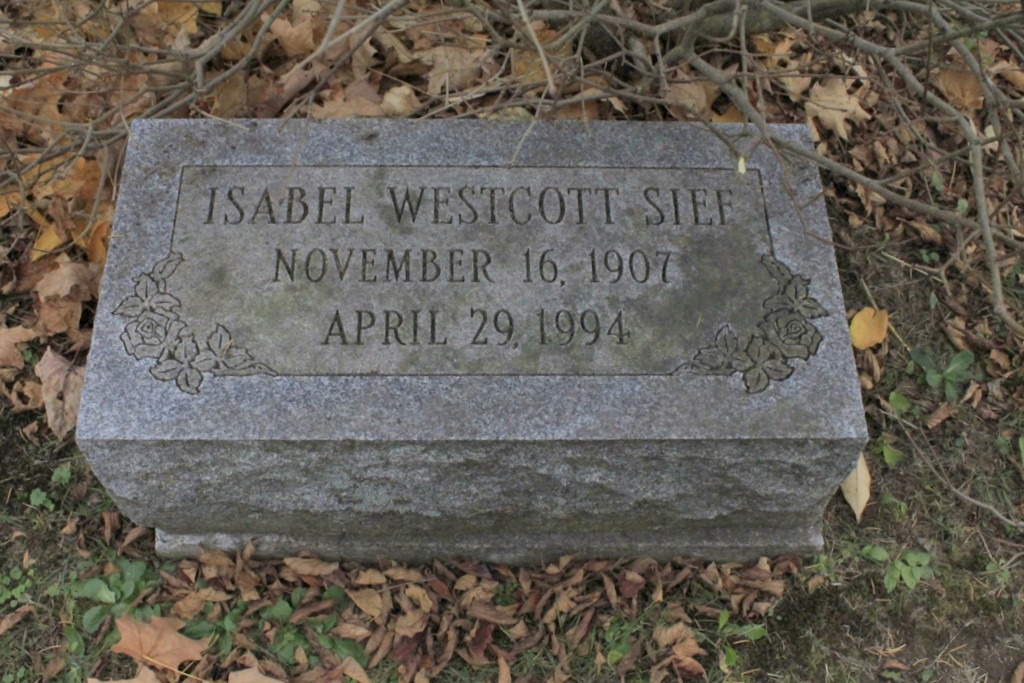 ISABEL WESTCOTT SIEF
NOVEMBER 16, 1907
APRIL 29, 1994